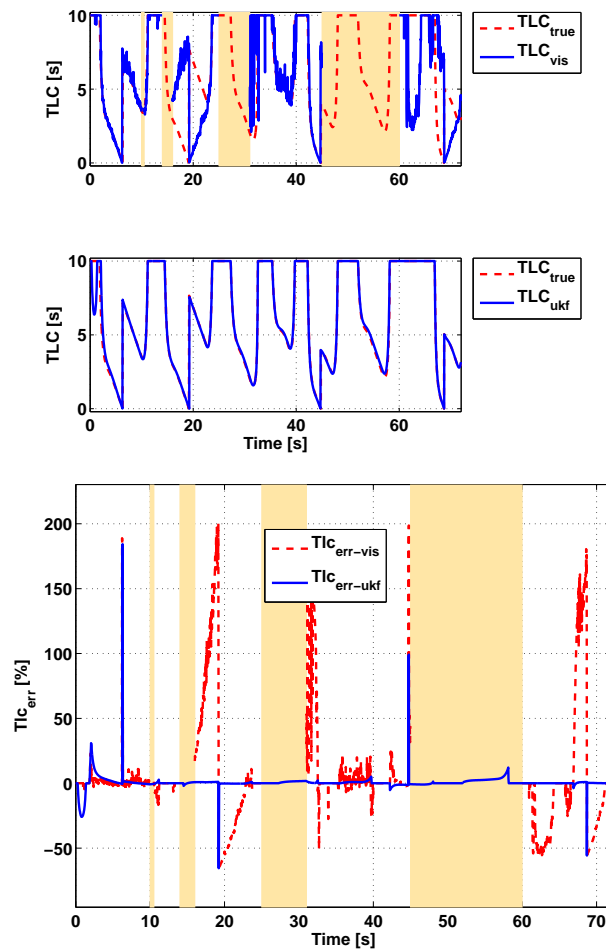 10
5
0
TLC [s]
0 20 40 60
TLC_true
TLC_vis
10
5
0
TLC [s]
0 20 40 60
Time [s]
TLC_true
TLC_ukf
200
150
100
50
0
−50
Tlc_err [%]
Tlc_err−vis
Tlc_err−ukf
0 10 20 30 40 50 60 70
Time [s]